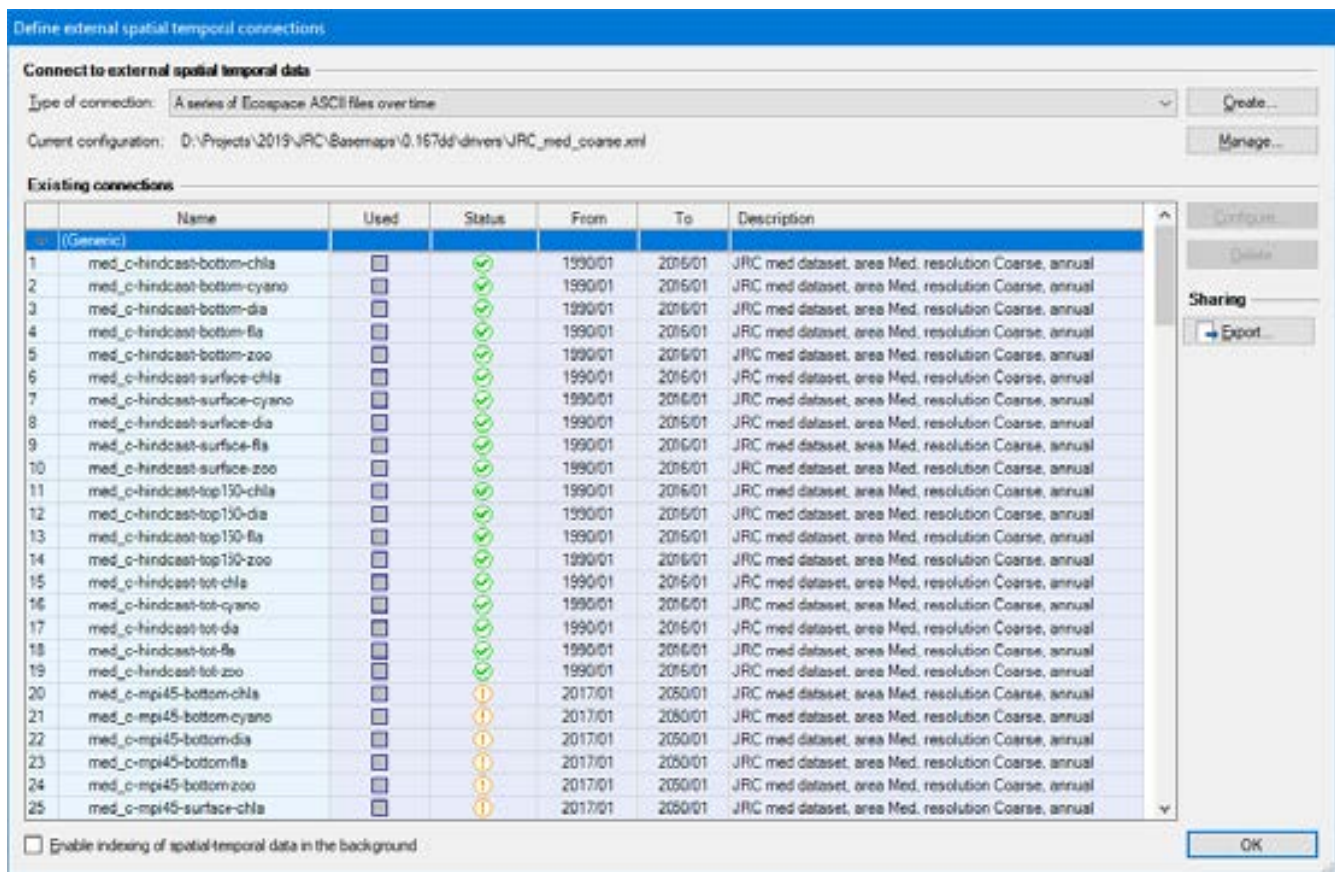 Define external spatial temporal connections
Connect to external spatial temporal data
Type of connection: A series of Ecospace ASCII files over time Create...
Current configuration: D:\Projects\2019\JRC\Basemaps\0.167dd\drivers\JRC_med_coarse.xml Manage...
Existing connections
Name Used Status From To Description Configure...
(Generic)
Delete
1 med_c-hindcast-bottom-chla 1990/01 2016/01 JRC med dataset, area Med, resolution Coarse, annual
2 med_c-hindcast-bottom-cyano 1990/01 2016/01 JRC med dataset, area Med, resolution Coarse, annual
3 med_c-hindcast-bottom-dia 1990/01 2016/01 JRC med dataset, area Med, resolution Coarse, annual
Sharing
4 med_c-hindcast-bottom-fla 1990/01 2016/01 JRC med dataset, area Med, resolution Coarse, annual
Export...
5 med_c-hindcast-bottom-zoo 1990/01 2016/01 JRC med dataset, area Med, resolution Coarse, annual
6 med_c-hindcast-surface-chla 1990/01 2016/01 JRC med dataset, area Med, resolution Coarse, annual
7 med_c-hindcast-surface-cyano 1990/01 2016/01 JRC med dataset, area Med, resolution Coarse, annual
8 med_c-hindcast-surface-dia 1990/01 2016/01 JRC med dataset, area Med, resolution Coarse, annual
9 med_c-hindcast-surface-fla 1990/01 2016/01 JRC med dataset, area Med, resolution Coarse, annual
10 med_c-hindcast-surface-zoo 1990/01 2016/01 JRC med dataset, area Med, resolution Coarse, annual
11 med_c-hindcast-top150-chla 1990/01 2016/01 JRC med dataset, area Med, resolution Coarse, annual
12 med_c-hindcast-top150-dia 1990/01 2016/01 JRC med dataset, area Med, resolution Coarse, annual
13 med_c-hindcast-top150-fla 1990/01 2016/01 JRC med dataset, area Med, resolution Coarse, annual
14 med_c-hindcast-top150-zoo 1990/01 2016/01 JRC med dataset, area Med, resolution Coarse, annual
15 med_c-hindcast-tot-chla 1990/01 2016/01 JRC med dataset, area Med, resolution Coarse, annual
16 med_c-hindcast-tot-cyano 1990/01 2016/01 JRC med dataset, area Med, resolution Coarse, annual
17 med_c-hindcast-tot-dia 1990/01 2016/01 JRC med dataset, area Med, resolution Coarse, annual
18 med_c-hindcast-tot-fla 1990/01 2016/01 JRC med dataset, area Med, resolution Coarse, annual
19 med_c-hindcast-tot-zoo 1990/01 2016/01 JRC med dataset, area Med, resolution Coarse, annual
20 med_c-mpi45-bottom-chla 2017/01 2050/01 JRC med dataset, area Med, resolution Coarse, annual
21 med_c-mpi45-bottom-cyano 2017/01 2050/01 JRC med dataset, area Med, resolution Coarse, annual
22 med_c-mpi45-bottom-dia 2017/01 2050/01 JRC med dataset, area Med, resolution Coarse, annual
23 med_c-mpi45-bottom-fla 2017/01 2050/01 JRC med dataset, area Med, resolution Coarse, annual
24 med_c-mpi45-bottom-zoo 2017/01 2050/01 JRC med dataset, area Med, resolution Coarse, annual
25 med_c-mpi45-surface-chla 2017/01 2050/01 JRC med dataset, area Med, resolution Coarse, annual
Enable indexing of spatial-temporal data in the background OK